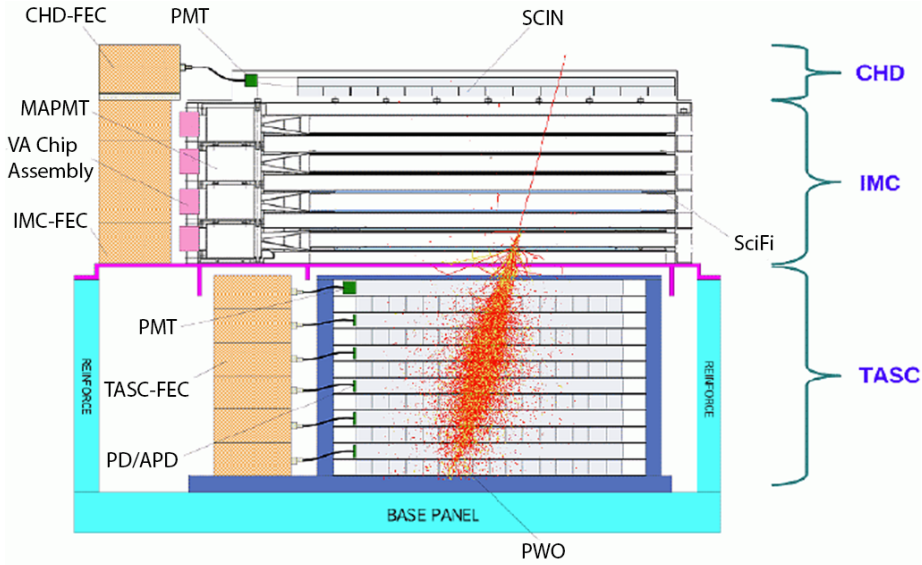 CHD-FEC
PMT
SCIN
CHD
MAPMT
VA Chip
Assembly
IMC
IMC-FEC
SciFi
PMT
REINFORCE
REINFORCE
TASC-FEC
TASC
PD/APD
BASE PANEL
PWO